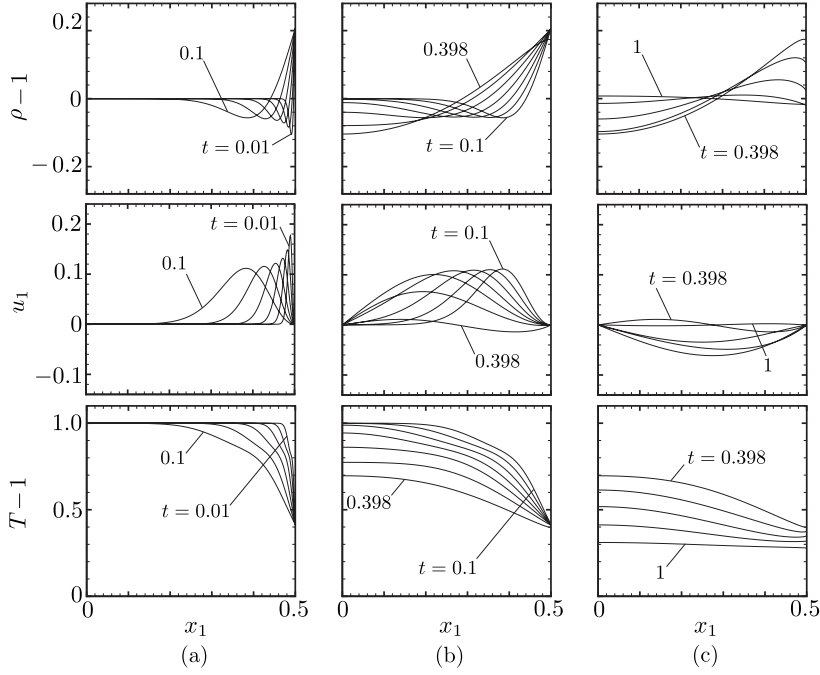 0.2
0
−0.2
ρ − 1
0.1
t = 0.01
0.398
t = 0.1
1
t = 0.398
0.2
0.1
0
−0.1
u₁
t = 0.01
0.1
t = 0.1
0.398
t = 0.398
1
1.0
0.5
0
T − 1
0.1
t = 0.01
0.398
t = 0.1
t = 0.398
1
0 0.5 0 0.5 0 0.5
x₁ x₁ x₁
(a) (b) (c)